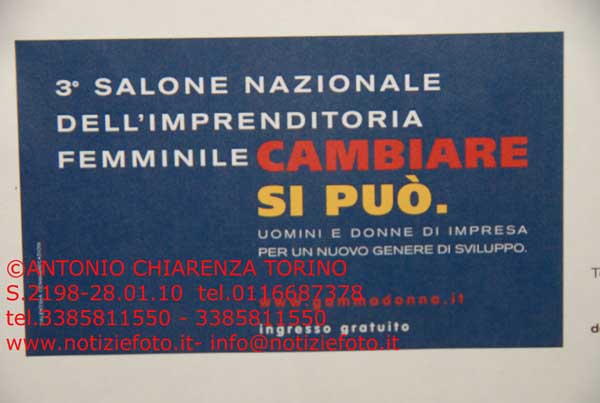 3° SALONE NAZIONALE
DELL'IMPRENDITORIA
FEMMINILE CAMBIARE
SI PUÒ.
UOMINI E DONNE DI IMPRESA
PER UN NUOVO GENERE DI SVILUPPO.
©ANTONIO CHIARENZA TORINO
S.2198-28.01.10 tel.0116687378
www.gammadonna.it
tel.3385811550 - 3385811550
ingresso gratuito
www.notiziefoto.it- info@notiziefoto.it